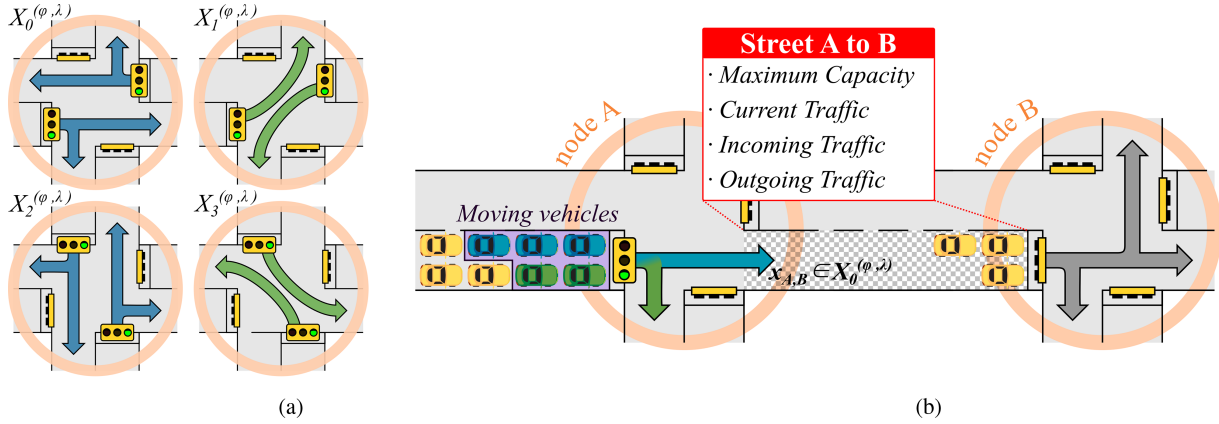 X₀^(φ,λ)
X₁^(φ,λ)
X₂^(φ,λ)
X₃^(φ,λ)
(a)
Street A to B
· Maximum Capacity
· Current Traffic
· Incoming Traffic
· Outgoing Traffic
node A
node B
Moving vehicles
x_A,B ∈ X₀^(φ,λ)
(b)